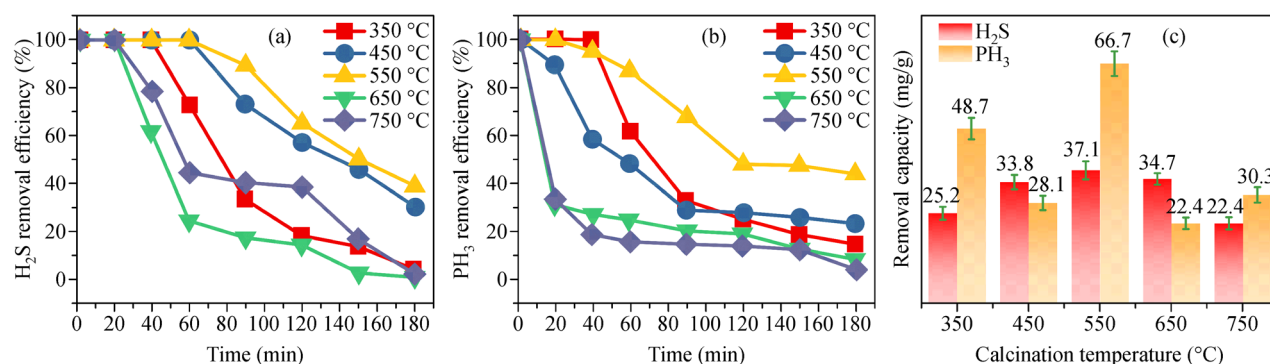 (a)
350 °C
450 °C
550 °C
650 °C
750 °C
H₂S removal efficiency (%)
100
80
60
40
20
0
0 20 40 60 80 100 120 140 160 180
Time (min)
(b)
350 °C
450 °C
550 °C
650 °C
750 °C
PH₃ removal efficiency (%)
100
80
60
40
20
0
0 20 40 60 80 100 120 140 160 180
Time (min)
(c)
H₂S
PH₃
Removal capacity (mg/g)
25.2
48.7
33.8
28.1
37.1
66.7
34.7
22.4
22.4
30.3
350 450 550 650 750
Calcination temperature (°C)